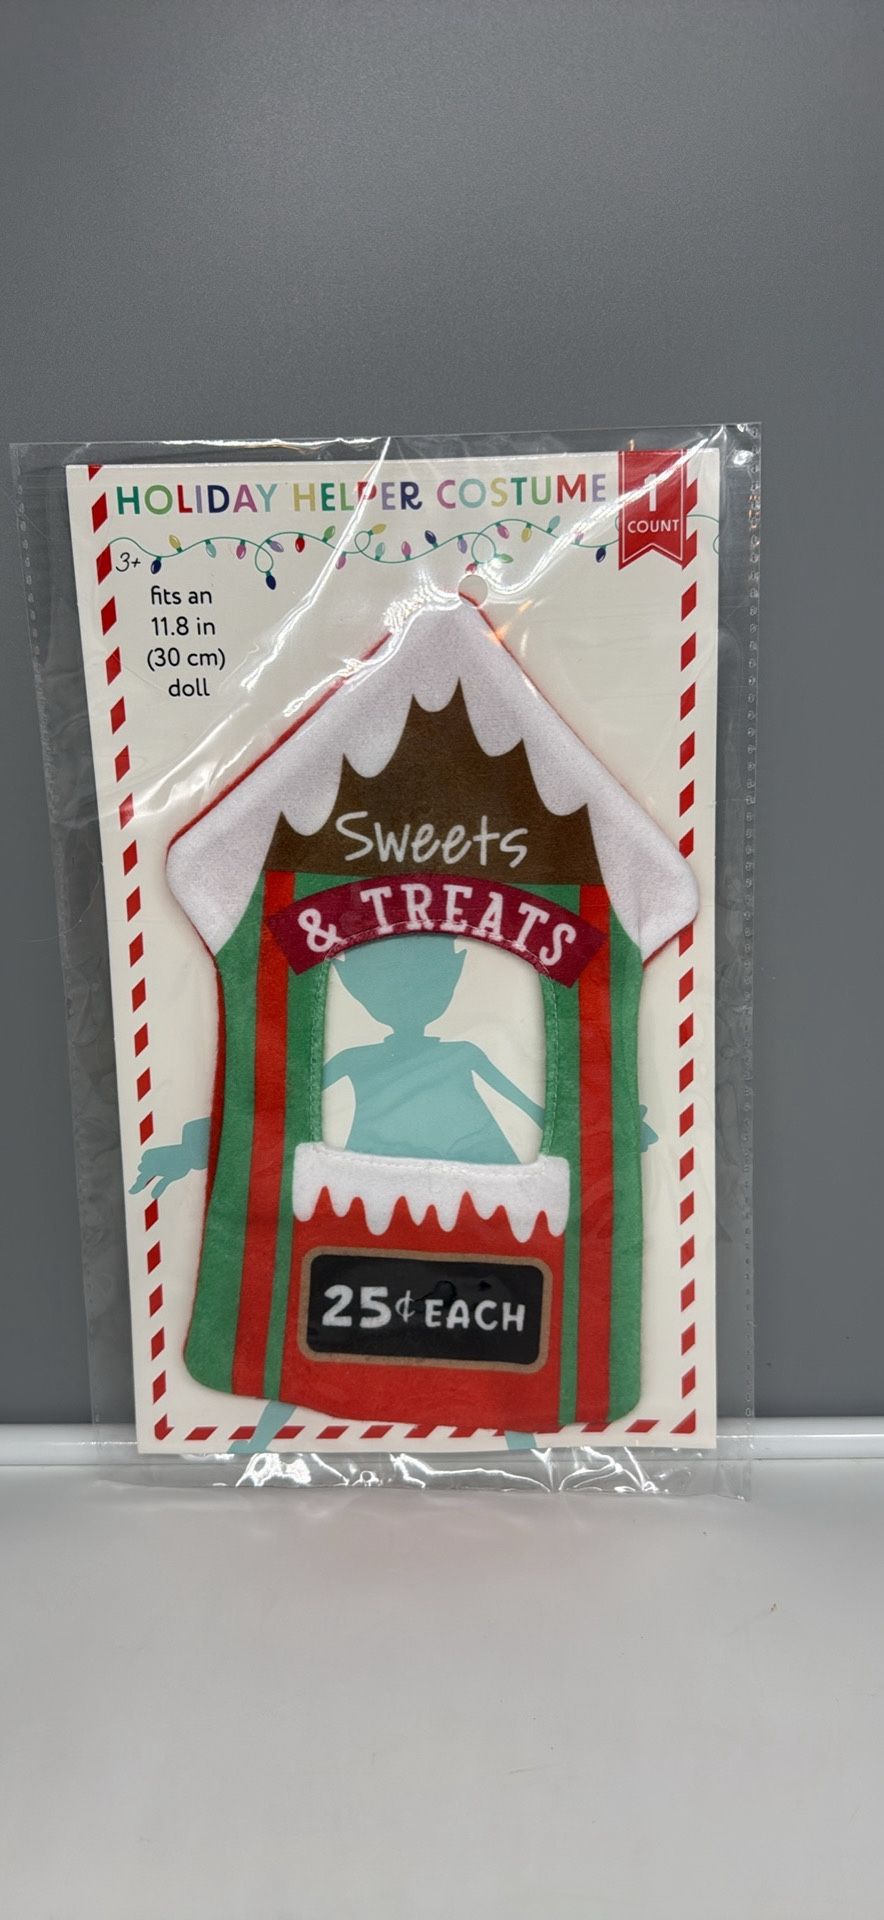 HOLIDAY HELPER COSTUME
1
COUNT
3+
fits an
11.8 in
(30 cm)
doll
Sweets
& TREATS
25¢ EACH